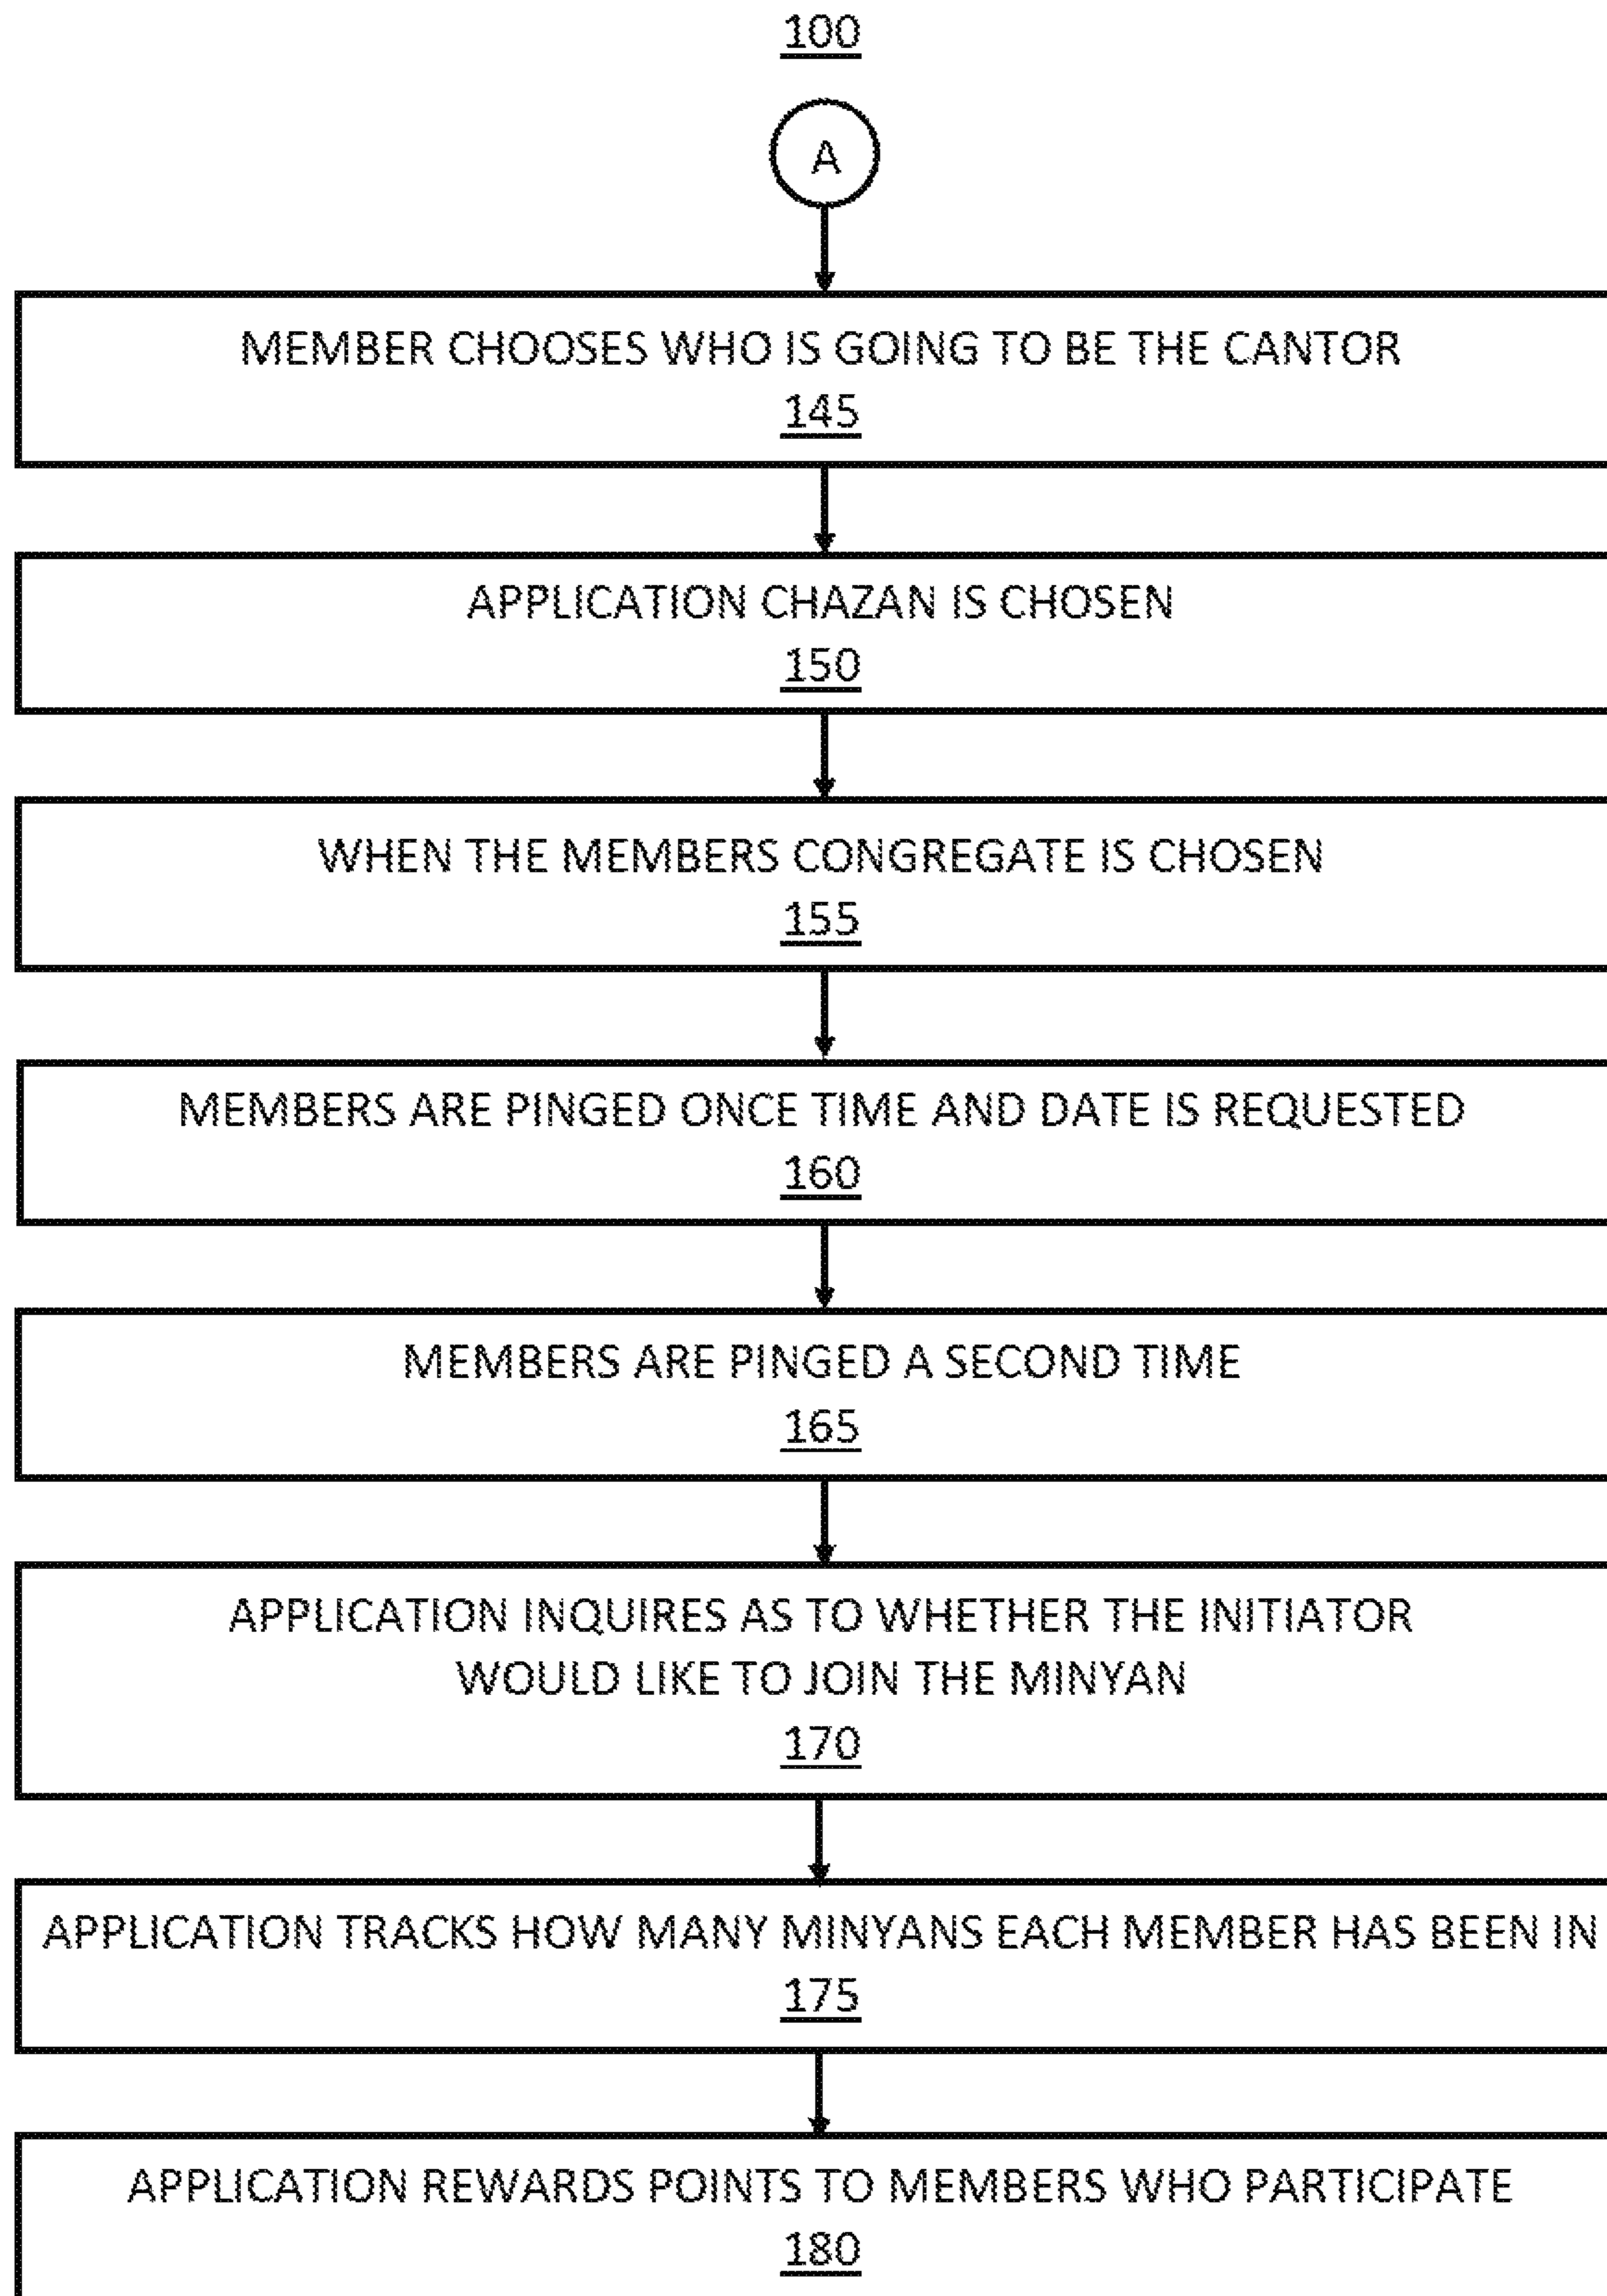 100
A
MEMBER CHOOSES WHO IS GOING TO BE THE CANTOR
145
APPLICATION CHAZAN IS CHOSEN
150
WHEN THE MEMBERS CONGREGATE IS CHOSEN
155
MEMBERS ARE PINGED ONCE TIME AND DATE IS REQUESTED
160
MEMBERS ARE PINGED A SECOND TIME
165
APPLICATION INQUIRES AS TO WHETHER THE INITIATOR
WOULD LIKE TO JOIN THE MINYAN
170
APPLICATION TRACKS HOW MANY MINYANS EACH MEMBER HAS BEEN IN
175
APPLICATION REWARDS POINTS TO MEMBERS WHO PARTICIPATE
180